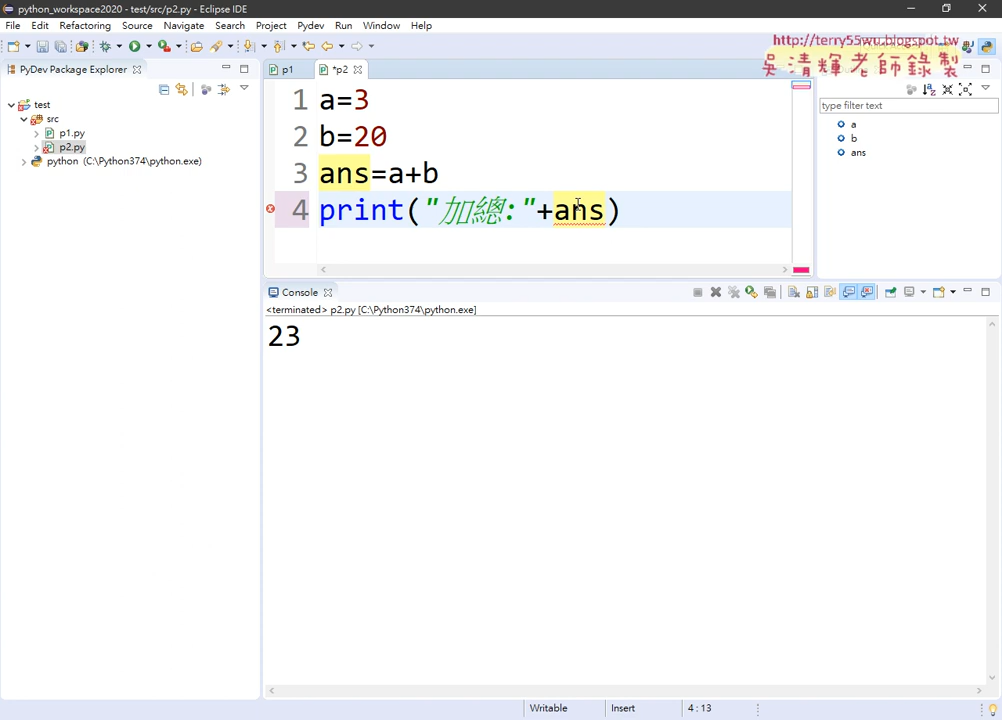 python_workspace2020 - test/src/p2.py - Eclipse IDE
File Edit Refactoring Source Navigate Search Project Pydev Run Window Help
http://terry55wu.blogspot.tw
吳清輝老師錄製
PyDev Package Explorer
p1
*p2
test
src
p1.py
p2.py
python (C:\Python374\python.exe)
1 a=3
2 b=20
3 ans=a+b
4 print("加總:"+ans)
type filter text
a
b
ans
Console
<terminated> p2.py [C:\Python374\python.exe]
23
Writable Insert 4 : 13